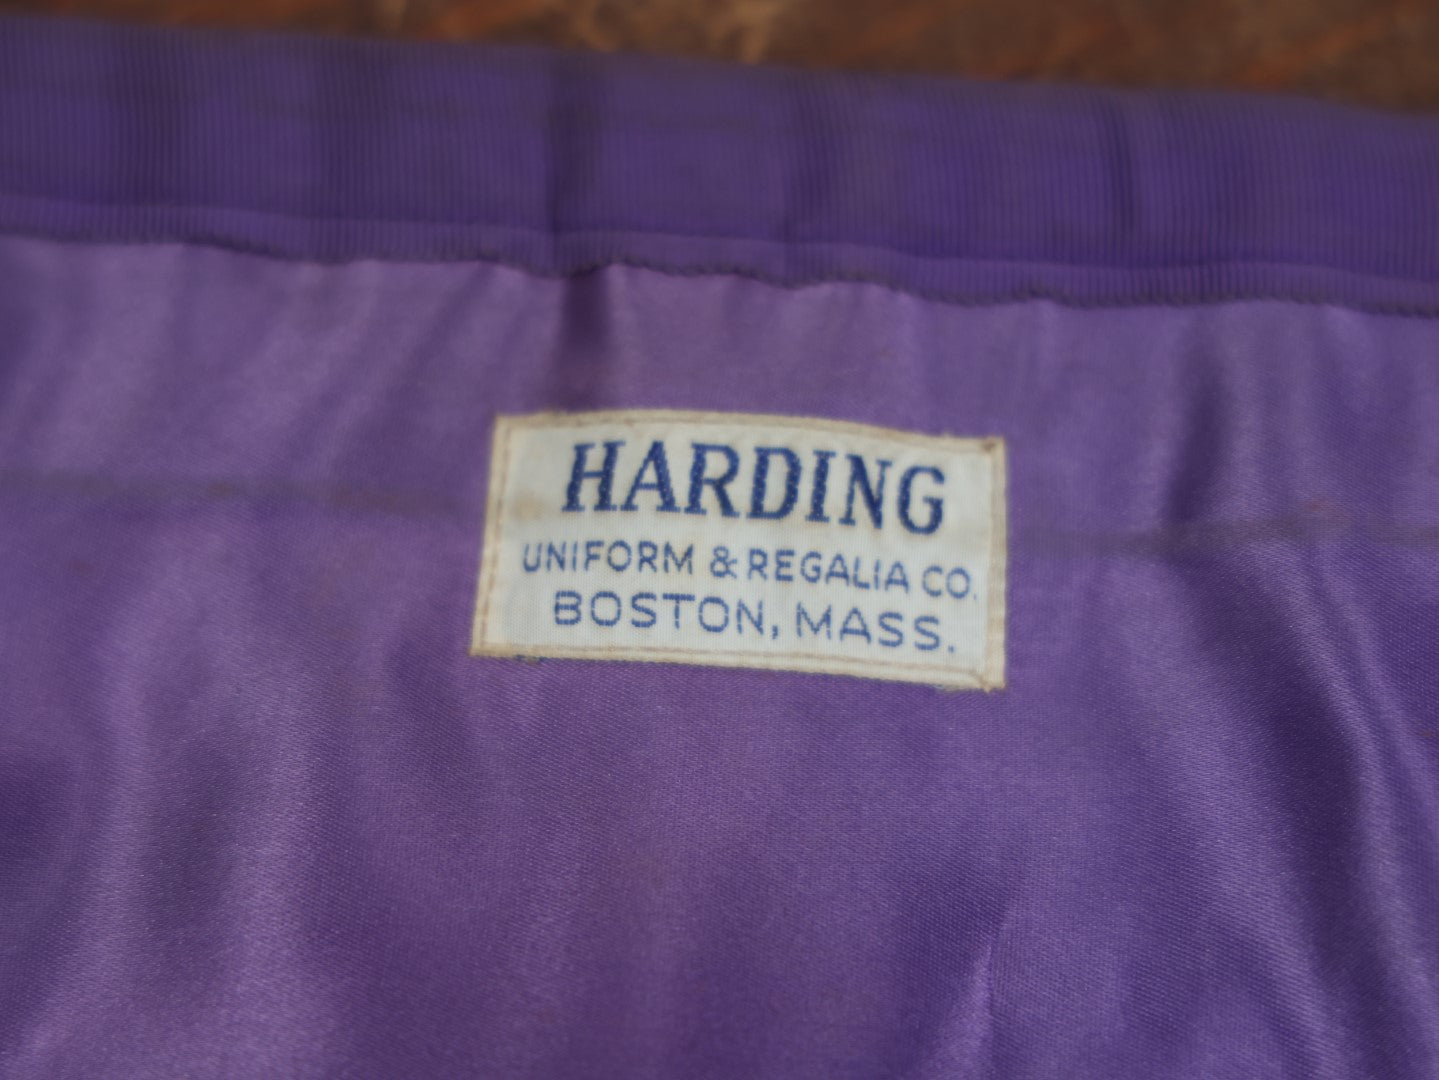 HARDING
UNIFORM & REGALIA CO.
BOSTON, MASS.